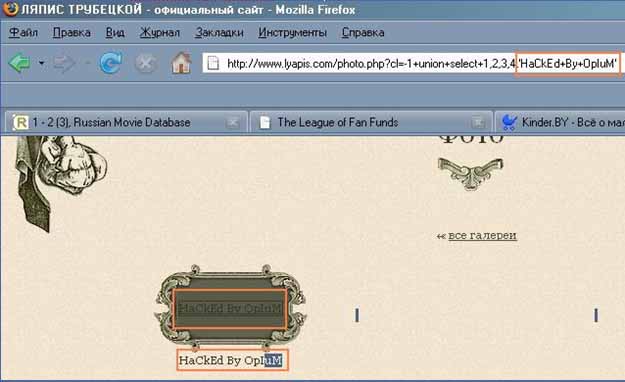 ЛЯПИС ТРУБЕЦКОЙ - официальный сайт - Mozilla Firefox
Файл Правка Вид Журнал Закладки Инструменты Справка
http://www.lyapis.com/photo.php?cl=-1+union+select+1,2,3,4,'HaCkEd+By+OpIuM'
1 - 2 (3), Russian Movie Database The League of Fan Funds Kinder.BY - Всё о ма
ФОТО
« все галереи
HaCkEd By OpIuM
HaCkEd By OpIuM